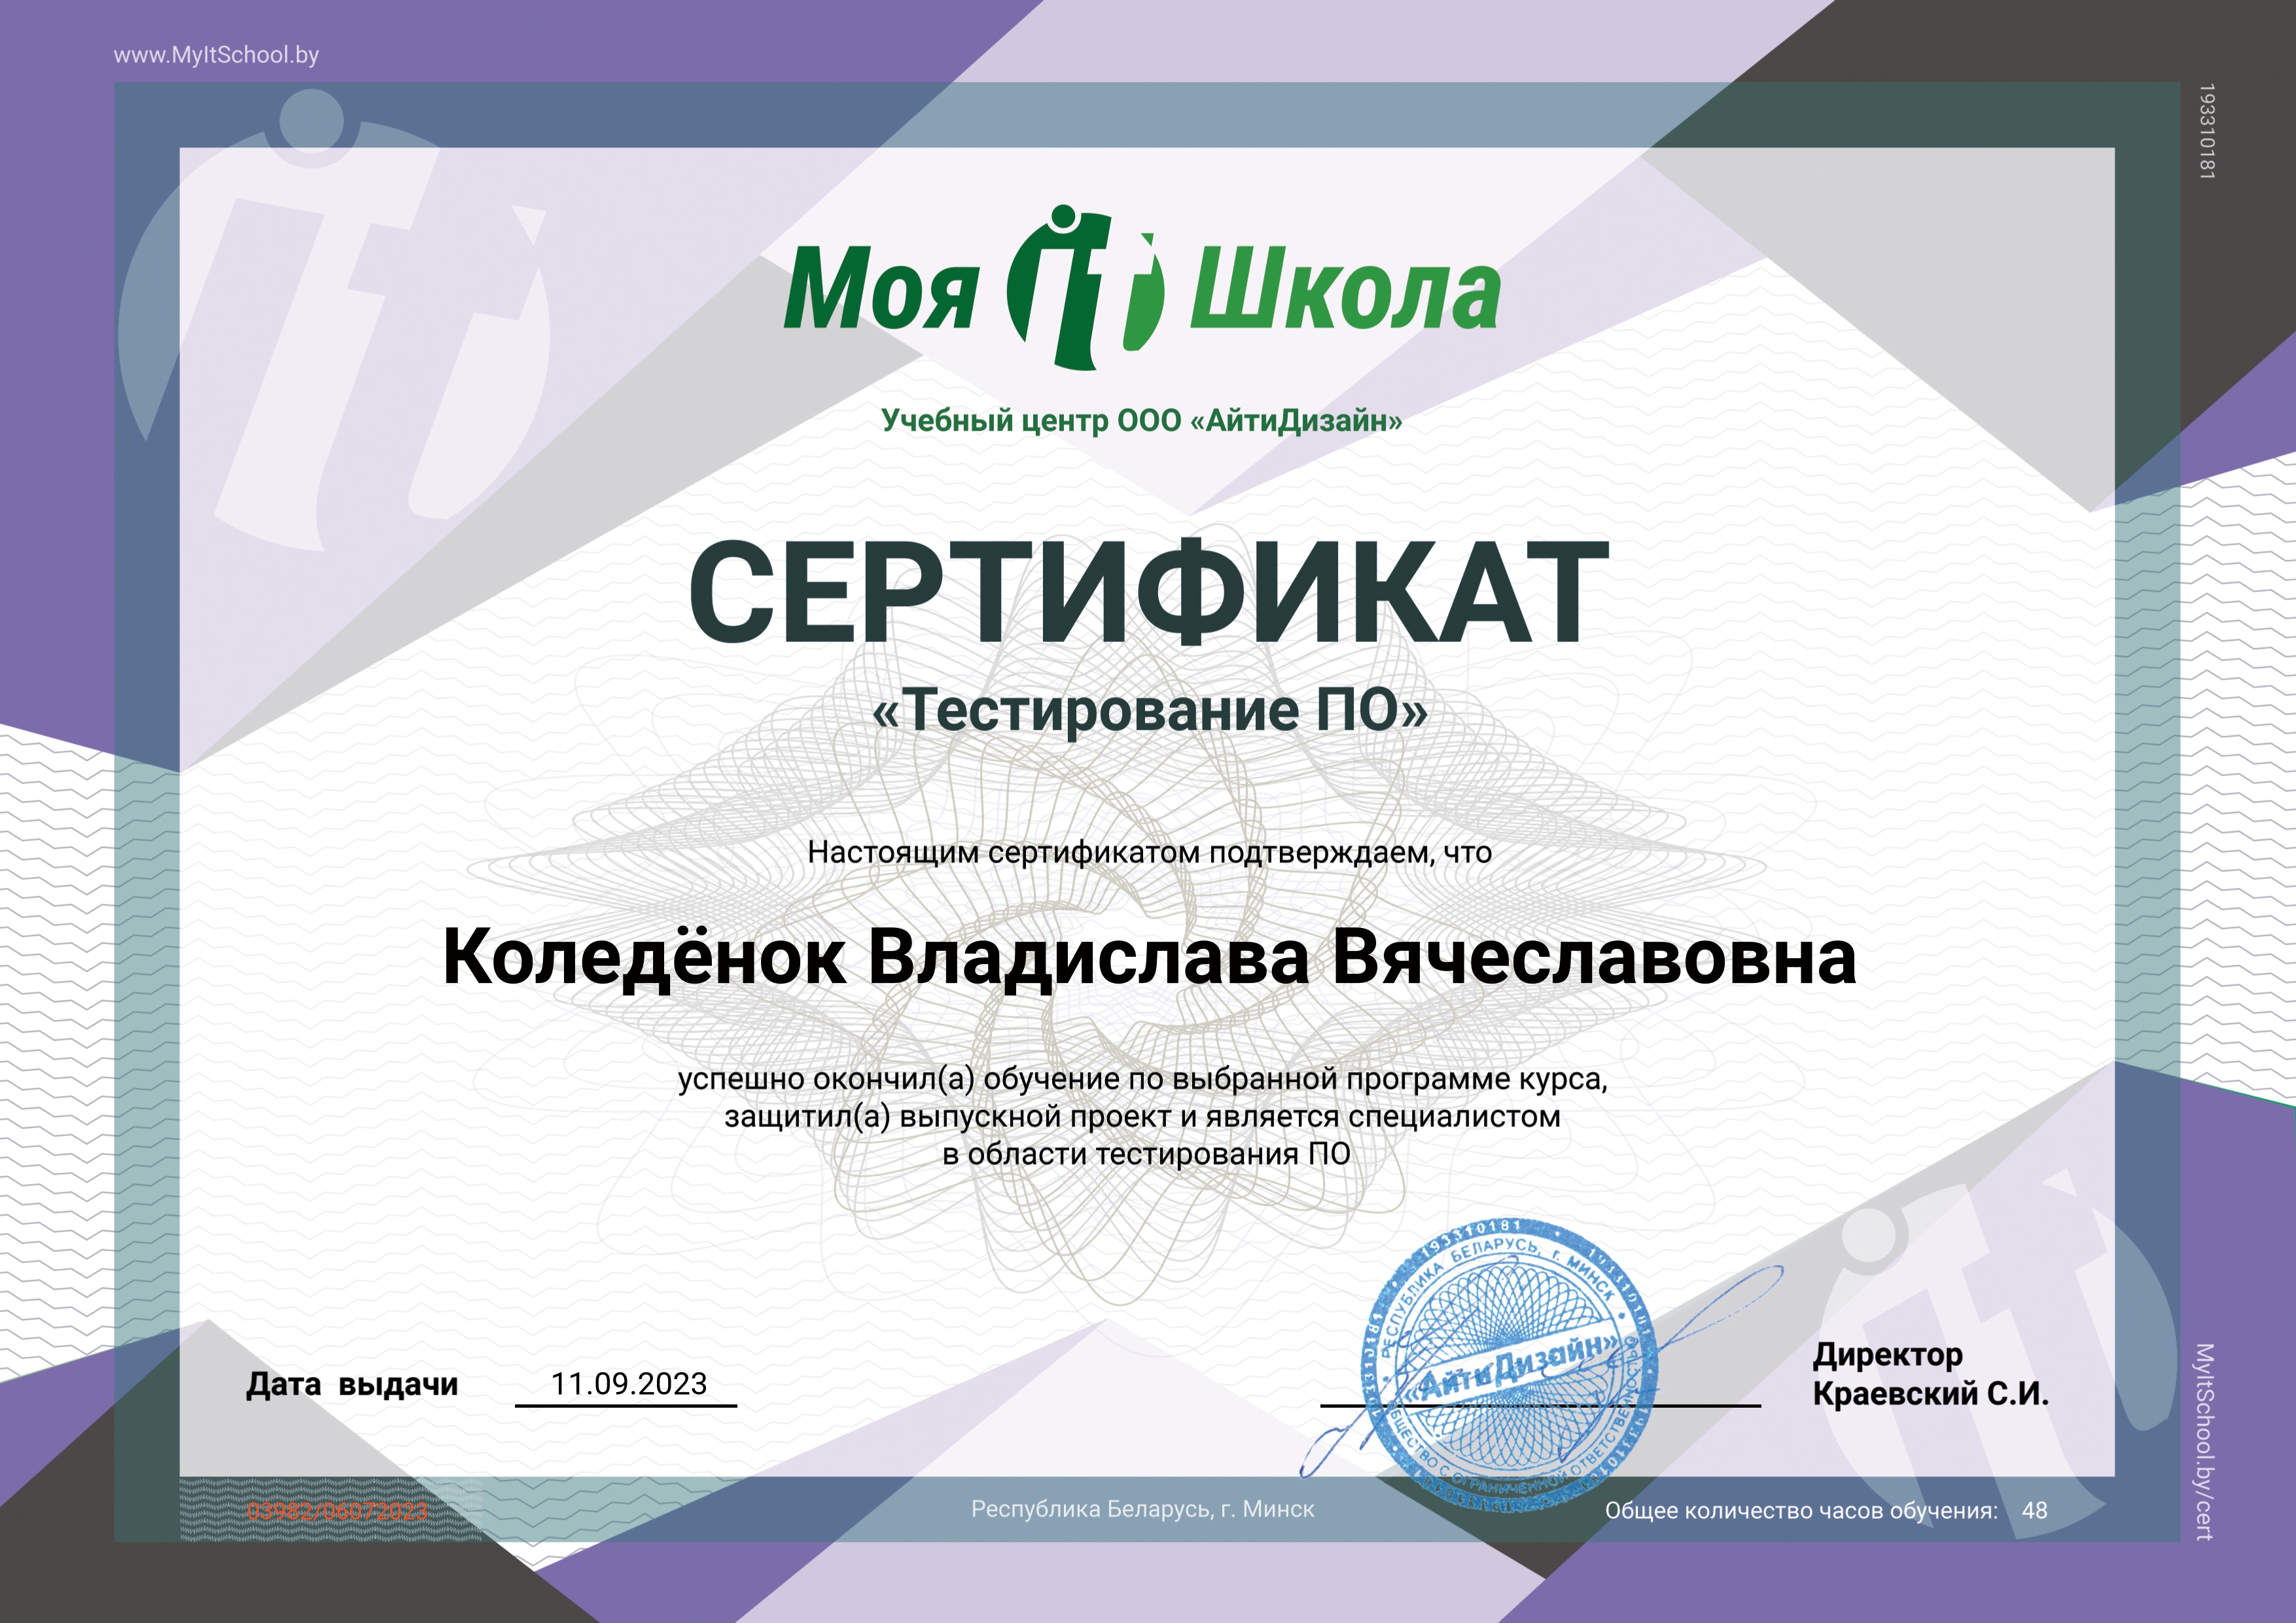 www.MyItSchool.by
193310181
Моя iti Школа
Учебный центр ООО «АйтиДизайн»
СЕРТИФИКАТ
«Тестирование ПО»
Настоящим сертификатом подтверждаем, что
Коледёнок Владислава Вячеславовна
успешно окончил(а) обучение по выбранной программе курса,
защитил(а) выпускной проект и является специалистом
в области тестирования ПО
Дата выдачи 11.09.2023
193310181 • 193310181
РЕСПУБЛИКА БЕЛАРУСЬ, г. МИНСК
«АйтиДизайн»
ОБЩЕСТВО С ОГРАНИЧЕННОЙ ОТВЕТСТВЕННОСТЬЮ
Директор
Краевский С.И.
03982/06072023
Республика Беларусь, г. Минск
Общее количество часов обучения: 48
MyItSchool.by/cert